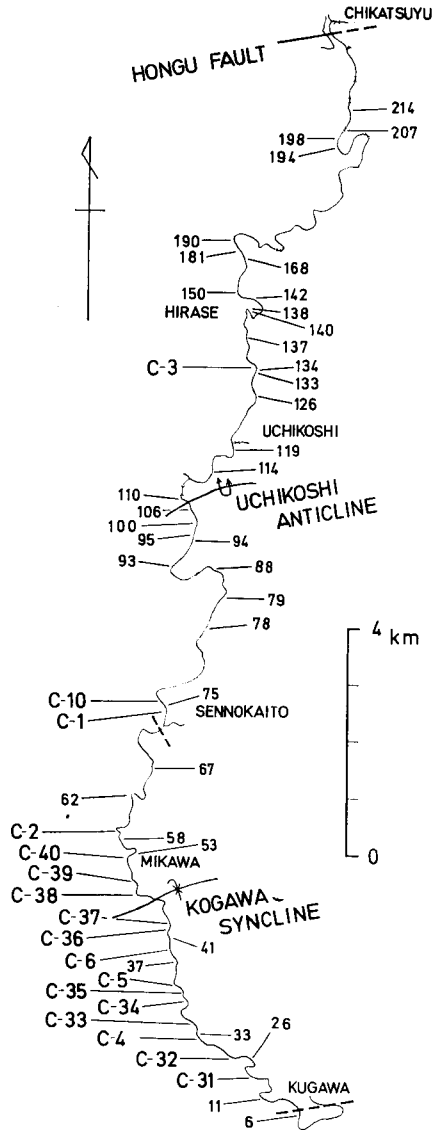 CHIKATSUYU
HONGU FAULT
214
198
207
194
190
181
168
150
142
HIRASE
138
140
137
C-3
134
133
126
UCHIKOSHI
119
114
110
UCHIKOSHI
ANTICLINE
106
100
95
94
93
88
79
78
4 km
C-10
75
C-1
SENNOKAITO
67
62
C-2
58
53
C-40
MIKAWA
C-39
C-38
KOGAWA
SYNCLINE
C-37
C-36
41
C-6
37
C-5
C-35
C-34
C-33
33
26
C-4
C-32
C-31
KUGAWA
11
6
0